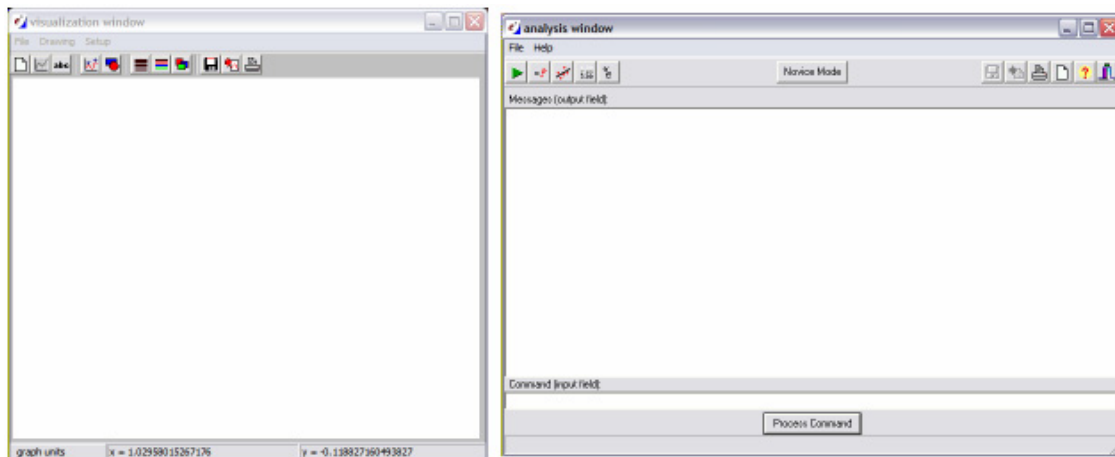 visualization window
File Drawing Setup
abc
graph units x = 1.02958015267176 y = -0.118827160493827
analysis window
File Help
Novice Mode
Messages (output field):
Command (input field):
Process Command